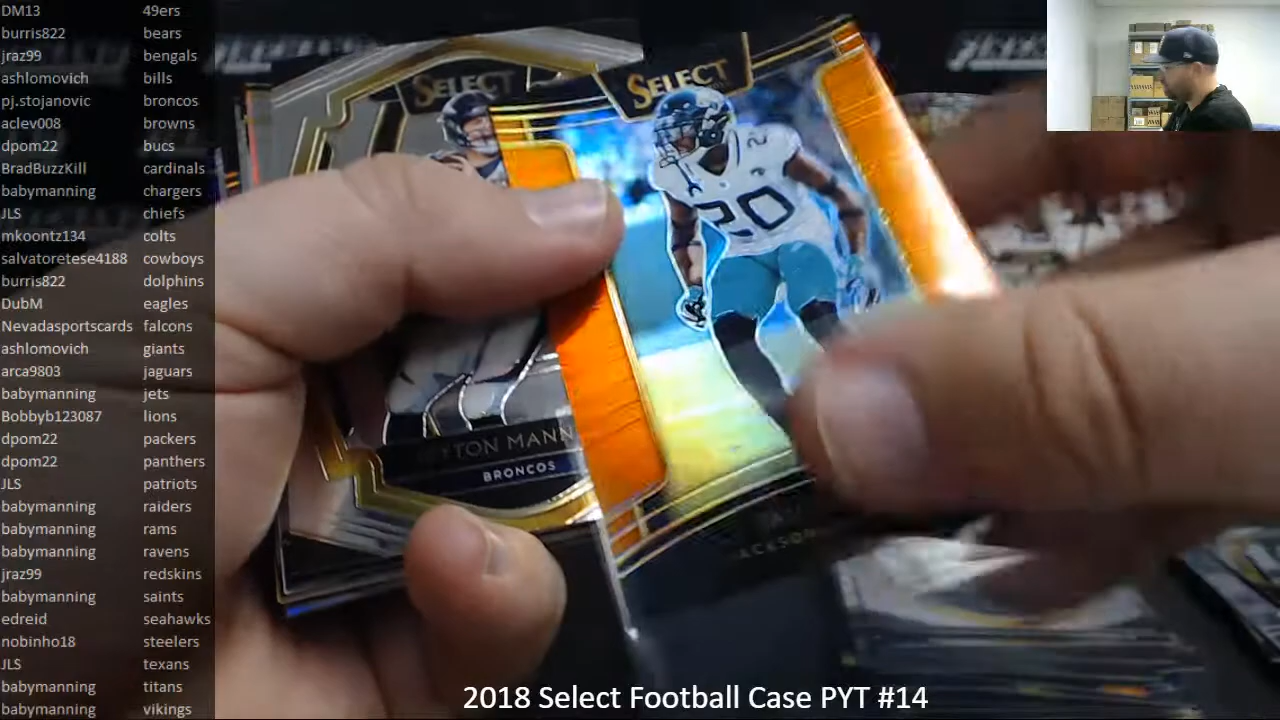 DM13 49ers
burris822 bears
jraz99 bengals
ashlomovich bills
pj.stojanovic broncos
aclev008 browns
dpom22 bucs
BradBuzzKill cardinals
babymanning chargers
JLS chiefs
mkoontz134 colts
salvatoretese4188 cowboys
burris822 dolphins
DubM eagles
Nevadasportscards falcons
ashlomovich giants
arca9803 jaguars
babymanning jets
Bobbyb123087 lions
dpom22 packers
dpom22 panthers
JLS patriots
babymanning raiders
babymanning rams
babymanning ravens
jraz99 redskins
babymanning saints
edreid seahawks
nobinho18 steelers
JLS texans
babymanning titans
babymanning vikings
SELECT
SELECT
20
MANN
BRONCOS
2018 Select Football Case PYT #14